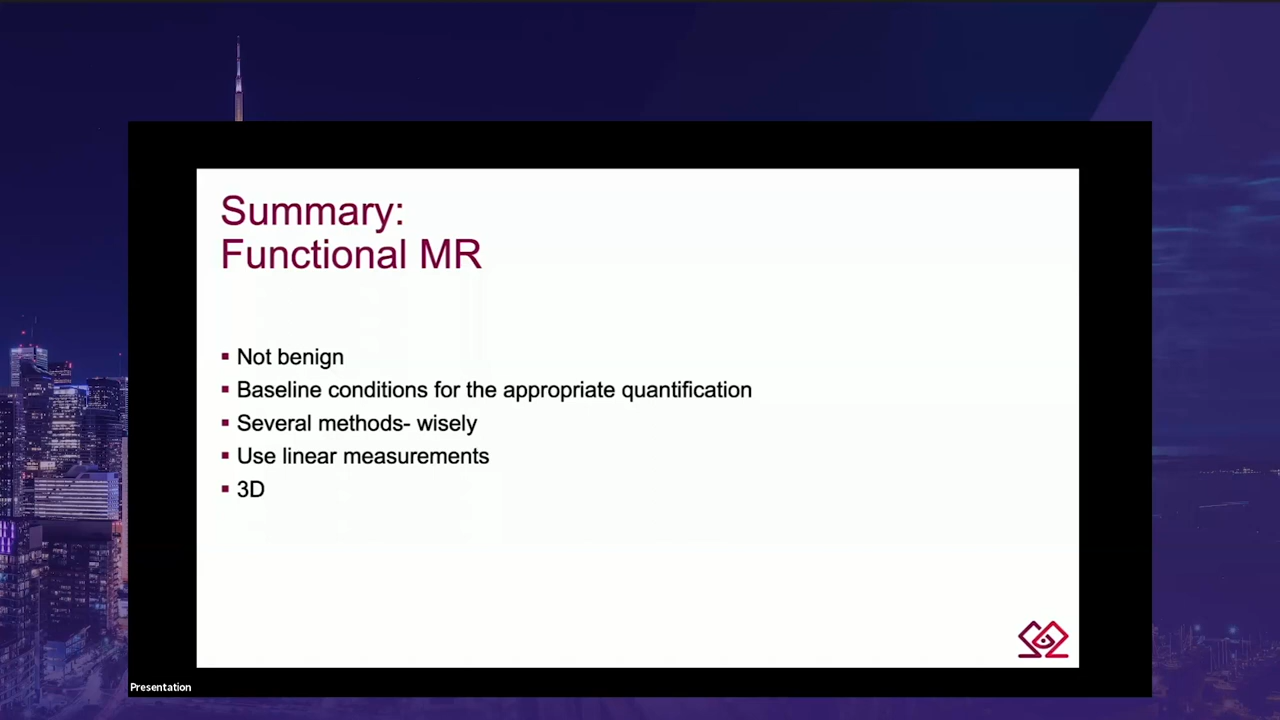 Summary:
Functional MR
▪ Not benign
▪ Baseline conditions for the appropriate quantification
▪ Several methods- wisely
▪ Use linear measurements
▪ 3D
Presentation